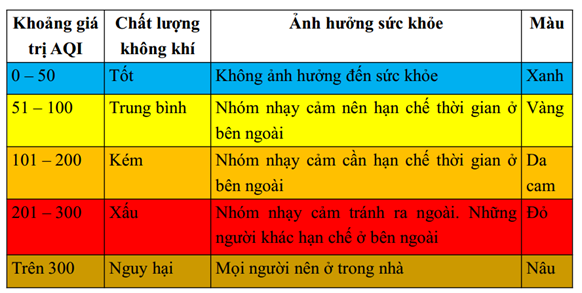 Khoảng giá trị AQI | Chất lượng không khí | Ảnh hưởng sức khỏe | Màu
0 – 50 | Tốt | Không ảnh hưởng đến sức khỏe | Xanh
51 – 100 | Trung bình | Nhóm nhạy cảm nên hạn chế thời gian ở bên ngoài | Vàng
101 – 200 | Kém | Nhóm nhạy cảm cần hạn chế thời gian ở bên ngoài | Da cam
201 – 300 | Xấu | Nhóm nhạy cảm tránh ra ngoài. Những người khác hạn chế ở bên ngoài | Đỏ
Trên 300 | Nguy hại | Mọi người nên ở trong nhà | Nâu